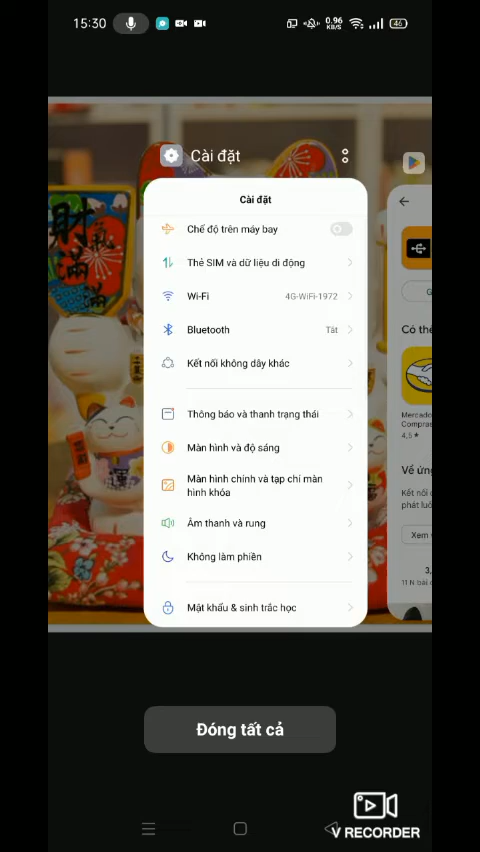 15:30
0.96
KB/S
46
Cài đặt
Cài đặt
Chế độ trên máy bay
Thẻ SIM và dữ liệu di động
Wi-Fi
4G-WiFi-1972
Bluetooth
Tắt
Kết nối không dây khác
Thông báo và thanh trạng thái
Màn hình và độ sáng
Màn hình chính và tạp chí màn
hình khóa
Âm thanh và rung
Không làm phiền
Mật khẩu & sinh trắc học
G
Có thể
Mercado
Compras
4,5★
Về ứng
Kết nối
phát
Xem
3,
11 N
財
Đóng tất cả
V RECORDER